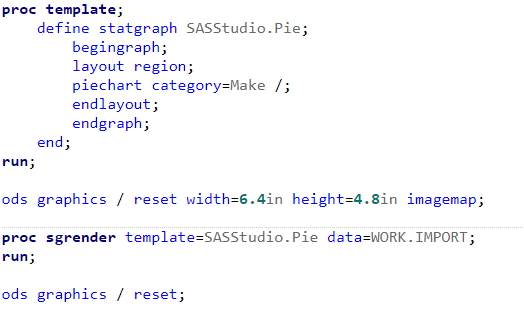 proc template;
define statgraph SASStudio.Pie;
begingraph;
layout region;
piechart category=Make /;
endlayout;
endgraph;
end;
run;
ods graphics / reset width=6.4in height=4.8in imagemap;
proc sgrender template=SASStudio.Pie data=WORK.IMPORT;
run;
ods graphics / reset;